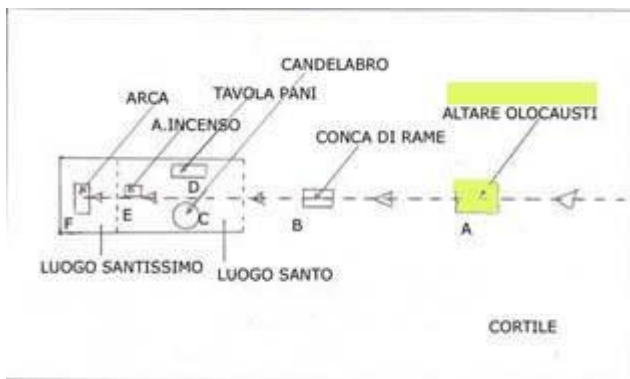 CANDELABRO
ARCA
TAVOLA PANI
A.INCENSO
ALTARE OLOCAUSTI
CONCA DI RAME
D
F
E
C
B
A
LUOGO SANTISSIMO
LUOGO SANTO
CORTILE